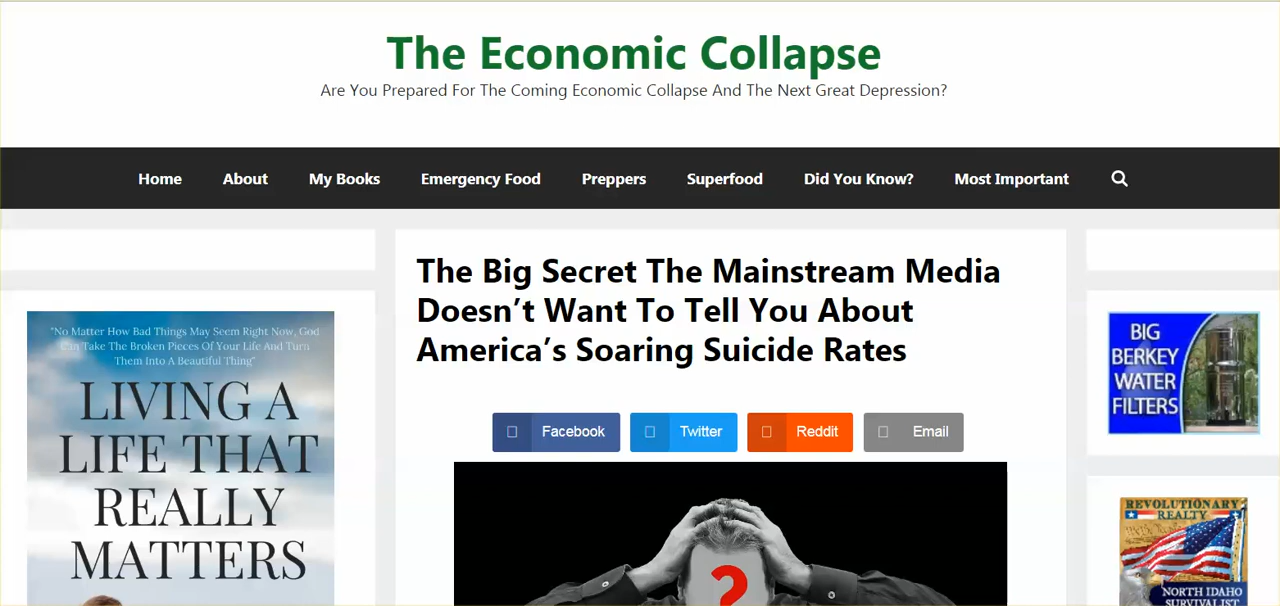 The Economic Collapse
Are You Prepared For The Coming Economic Collapse And The Next Great Depression?
Home About My Books Emergency Food Preppers Superfood Did You Know? Most Important
The Big Secret The Mainstream Media
Doesn't Want To Tell You About
America's Soaring Suicide Rates
Facebook Twitter Reddit Email
?
"No Matter How Bad Things May Seem Right Now, God
Can Take The Broken Pieces Of Your Life And Turn
Them Into A Beautiful Thing"
LIVING A
LIFE THAT
REALLY
MATTERS
BIG
BERKEY
WATER
FILTERS
REVOLUTIONARY
REALTY
We the People
NORTH IDAHO
SURVIVALIST